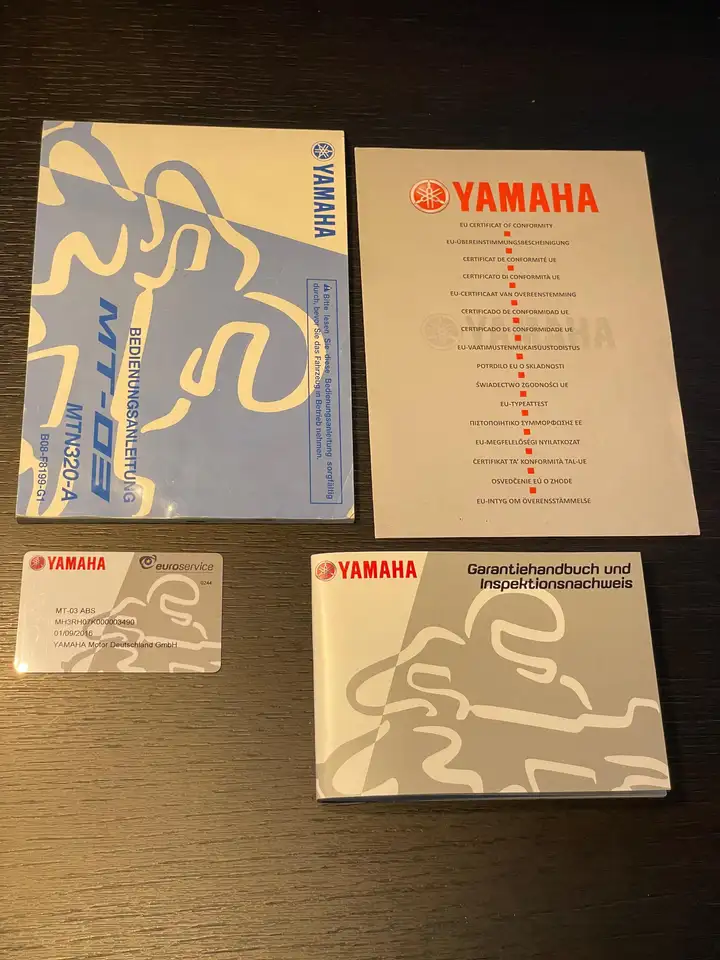 YAMAHA
Bitte lesen Sie diese Bedienungsanleitung sorgfältig
durch, bevor Sie das Fahrzeug in Betrieb nehmen.
BEDIENUNGSANLEITUNG
MT-03
MTN320-A
B08-F8199-G1
YAMAHA
EU CERTIFICAT OF CONFORMITY
EU-ÜBEREINSTIMMUNGSBESCHEINIGUNG
CERTIFICAT DE CONFORMITÉ UE
CERTIFICATO DI CONFORMITÀ UE
EU-CERTIFICAAT VAN OVEREENSTEMMING
CERTIFICADO DE CONFORMIDAD UE
CERTIFICADO DE CONFORMIDADE UE
EU-VAATIMUSTENMUKAISUUSTODISTUS
POTRDILO EU O SKLADNOSTI
ŚWIADECTWO ZGODNOŚCI UE
EU-TYPEATTEST
ΠΙΣΤΟΠΟΙΗΤΙΚΟ ΣΥΜΜΟΡΦΩΣΗΣ ΕΕ
EU-MEGFELELŐSÉGI NYILATKOZAT
ĊERTIFIKAT TA' KONFORMITÀ TAL-UE
OSVEDČENIE EÚ O ZHODE
EU-INTYG OM ÖVERENSSTÄMMELSE
YAMAHA
euroservice
0244
MT-03 ABS
MH3RH07K000003490
01/09/2016
YAMAHA Motor Deutschland GmbH
YAMAHA
Garantiehandbuch und
Inspektionsnachweis